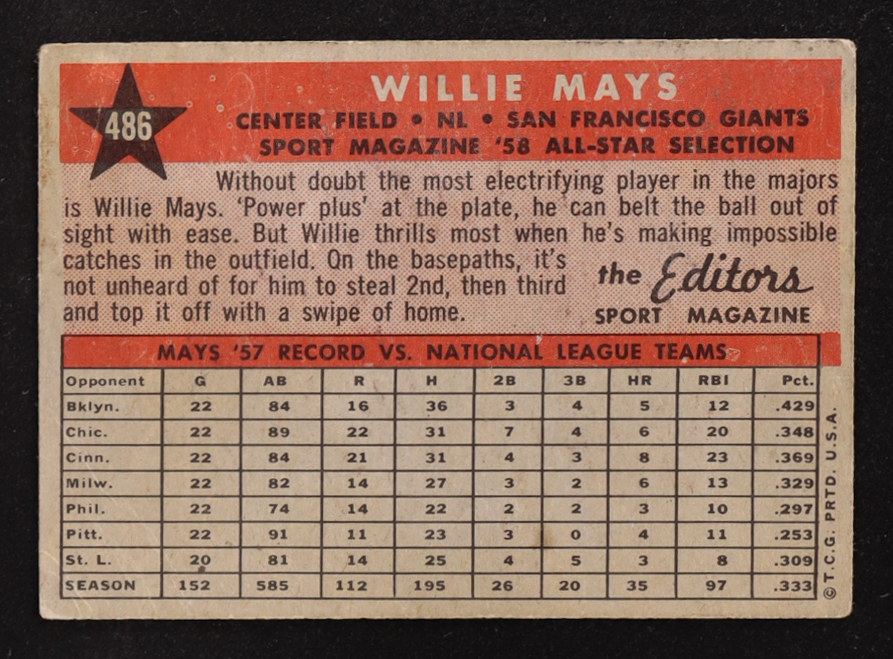 486
WILLIE MAYS
CENTER FIELD • NL • SAN FRANCISCO GIANTS
SPORT MAGAZINE '58 ALL-STAR SELECTION
Without doubt the most electrifying player in the majors
is Willie Mays. 'Power plus' at the plate, he can belt the ball out of
sight with ease. But Willie thrills most when he's making impossible
catches in the outfield. On the basepaths, it's
not unheard of for him to steal 2nd, then third
and top it off with a swipe of home.
the Editors
SPORT MAGAZINE
MAYS '57 RECORD VS. NATIONAL LEAGUE TEAMS
Opponent G AB R H 2B 3B HR RBI Pct.
Bklyn. 22 84 16 36 3 4 5 12 .429
Chic. 22 89 22 31 7 4 6 20 .348
Cinn. 22 84 21 31 4 3 8 23 .369
Milw. 22 82 14 27 3 2 6 13 .329
Phil. 22 74 14 22 2 2 3 10 .297
Pitt. 22 91 11 23 3 0 4 11 .253
St. L. 20 81 14 25 4 5 3 8 .309
SEASON 152 585 112 195 26 20 35 97 .333
© T.C.G. PRTD. U.S.A.